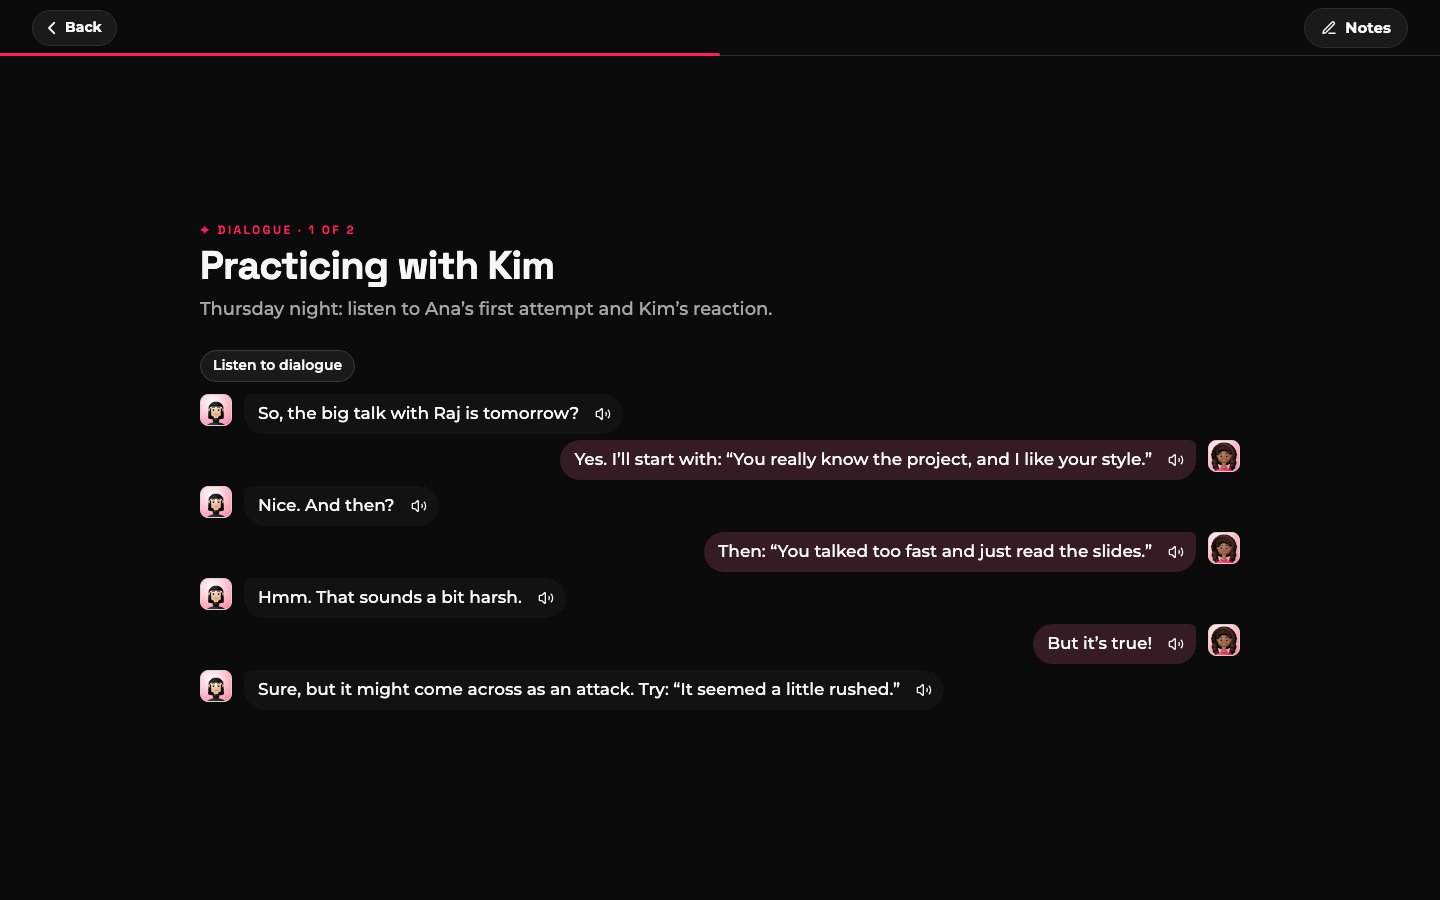 Back
Notes
DIALOGUE · 1 OF 2
Practicing with Kim
Thursday night: listen to Ana’s first attempt and Kim’s reaction.
Listen to dialogue
So, the big talk with Raj is tomorrow?
Yes. I’ll start with: “You really know the project, and I like your style.”
Nice. And then?
Then: “You talked too fast and just read the slides.”
Hmm. That sounds a bit harsh.
But it’s true!
Sure, but it might come across as an attack. Try: “It seemed a little rushed.”